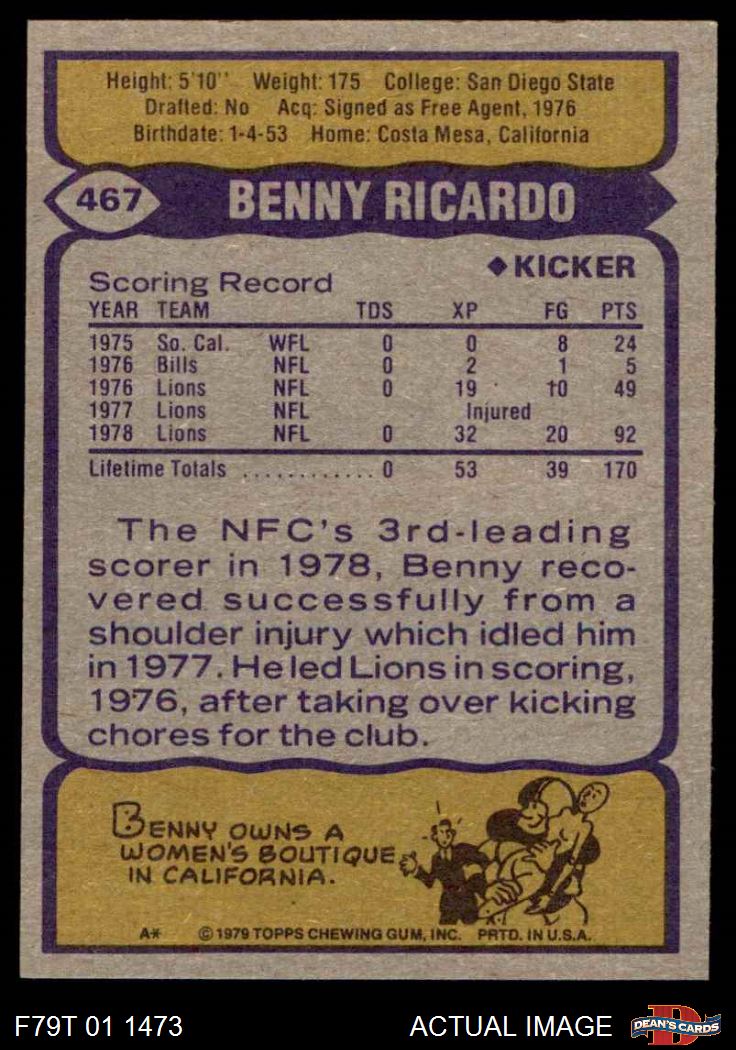 Height: 5'10'' Weight: 175 College: San Diego State
Drafted: No Acq: Signed as Free Agent, 1976
Birthdate: 1-4-53 Home: Costa Mesa, California
467 BENNY RICARDO
◆KICKER
Scoring Record
YEAR TEAM TDS XP FG PTS
1975 So. Cal. WFL 0 0 8 24
1976 Bills NFL 0 2 1 5
1976 Lions NFL 0 19 10 49
1977 Lions NFL Injured
1978 Lions NFL 0 32 20 92
Lifetime Totals ............ 0 53 39 170
The NFC's 3rd-leading
scorer in 1978, Benny reco-
vered successfully from a
shoulder injury which idled him
in 1977. He led Lions in scoring,
1976, after taking over kicking
chores for the club.
BENNY OWNS A
WOMEN'S BOUTIQUE
IN CALIFORNIA.
A* © 1979 TOPPS CHEWING GUM, INC. PRTD. IN U.S.A.
F79T 01 1473 ACTUAL IMAGE D DEAN'S CARDS